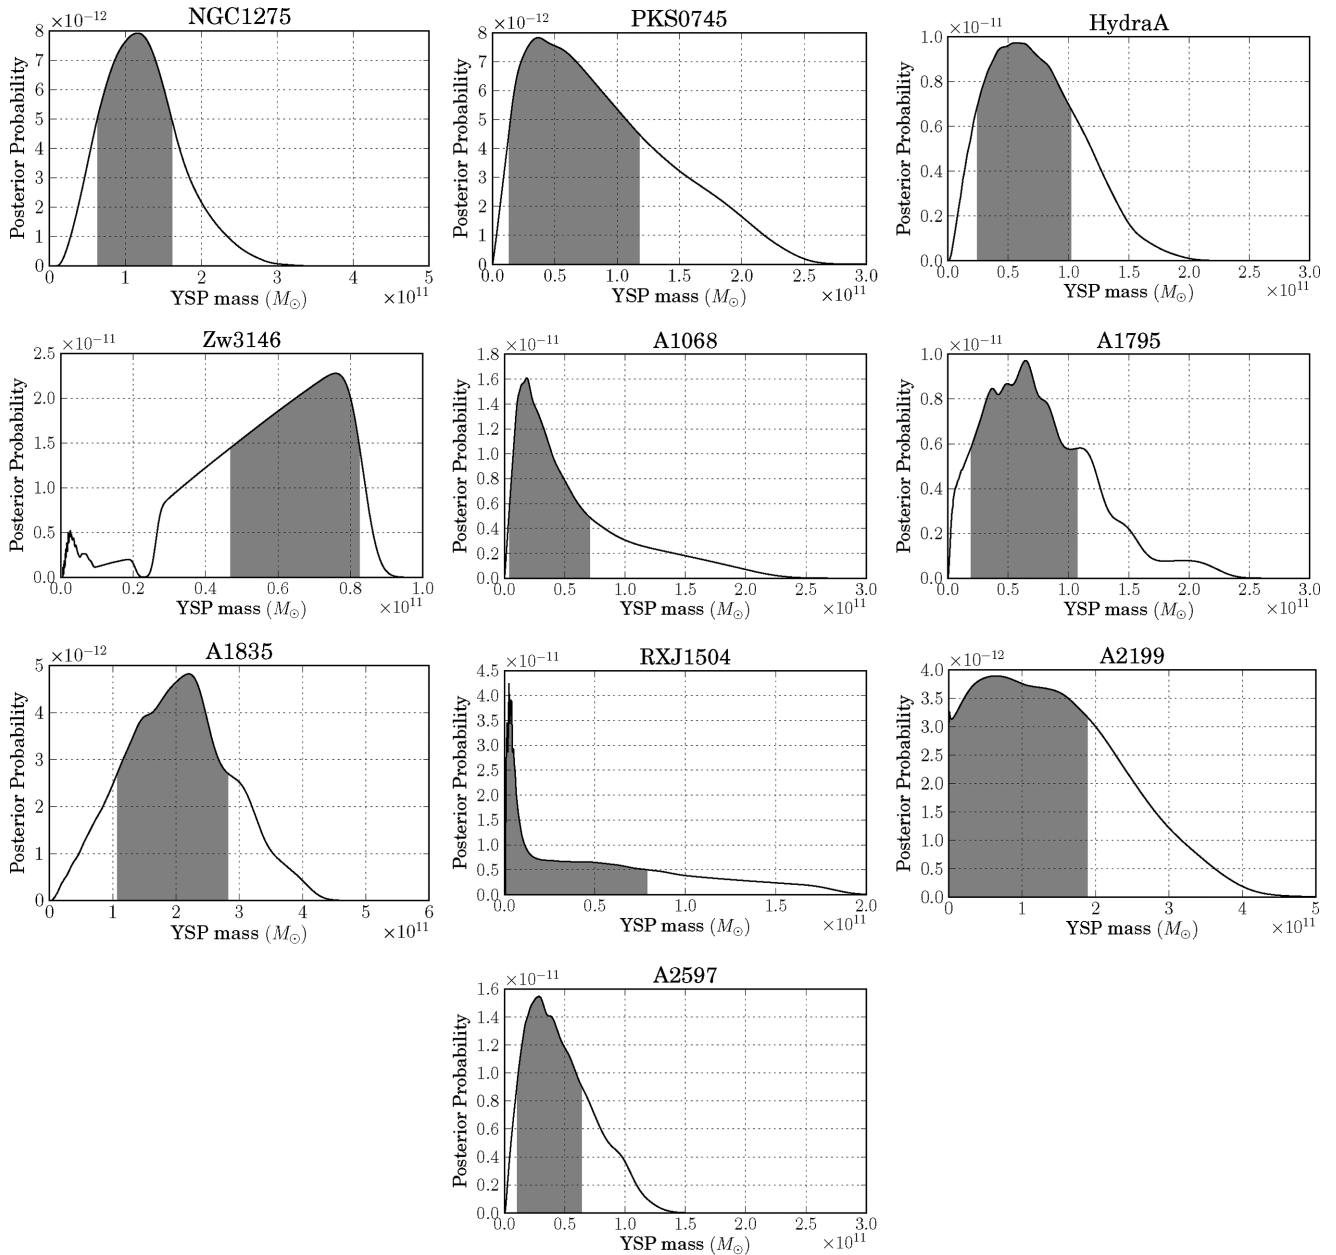 NGC1275
×10⁻¹²
Posterior Probability
8
7
6
5
4
3
2
1
0
0 1 2 3 4 5
YSP mass (M⊙) ×10¹¹
PKS0745
×10⁻¹²
Posterior Probability
8
7
6
5
4
3
2
1
0
0.0 0.5 1.0 1.5 2.0 2.5 3.0
YSP mass (M⊙) ×10¹¹
HydraA
×10⁻¹¹
Posterior Probability
1.0
0.8
0.6
0.4
0.2
0.0
0.0 0.5 1.0 1.5 2.0 2.5 3.0
YSP mass (M⊙) ×10¹¹
Zw3146
×10⁻¹¹
Posterior Probability
2.5
2.0
1.5
1.0
0.5
0.0
0.0 0.2 0.4 0.6 0.8 1.0
YSP mass (M⊙) ×10¹¹
A1068
×10⁻¹¹
Posterior Probability
1.8
1.6
1.4
1.2
1.0
0.8
0.6
0.4
0.2
0.0
0.0 0.5 1.0 1.5 2.0 2.5 3.0
YSP mass (M⊙) ×10¹¹
A1795
×10⁻¹¹
Posterior Probability
1.0
0.8
0.6
0.4
0.2
0.0
0.0 0.5 1.0 1.5 2.0 2.5 3.0
YSP mass (M⊙) ×10¹¹
A1835
×10⁻¹²
Posterior Probability
5
4
3
2
1
0
0 1 2 3 4 5 6
YSP mass (M⊙) ×10¹¹
RXJ1504
×10⁻¹¹
Posterior Probability
4.5
4.0
3.5
3.0
2.5
2.0
1.5
1.0
0.5
0.0
0.0 0.5 1.0 1.5 2.0
YSP mass (M⊙) ×10¹¹
A2199
×10⁻¹²
Posterior Probability
4.0
3.5
3.0
2.5
2.0
1.5
1.0
0.5
0.0
0 1 2 3 4 5
YSP mass (M⊙) ×10¹¹
A2597
×10⁻¹¹
Posterior Probability
1.6
1.4
1.2
1.0
0.8
0.6
0.4
0.2
0.0
0.0 0.5 1.0 1.5 2.0 2.5 3.0
YSP mass (M⊙) ×10¹¹